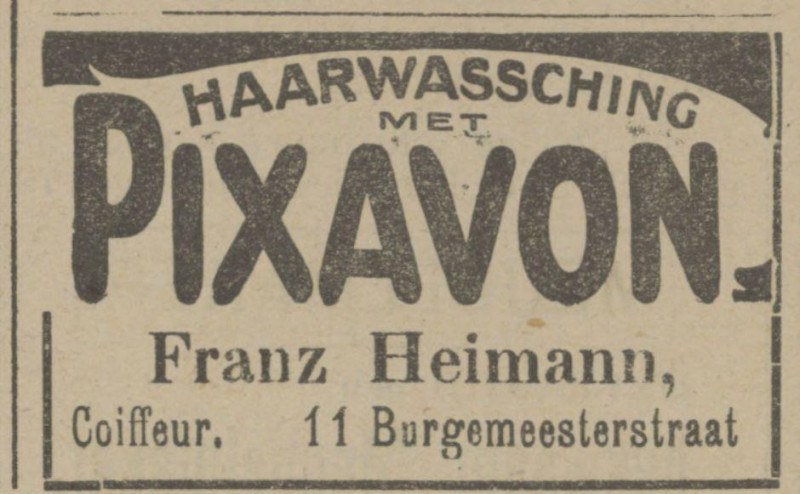 HAARWASSCHING
MET
PIXAVON.
Franz Heimann,
Coiffeur. 11 Burgemeesterstraat